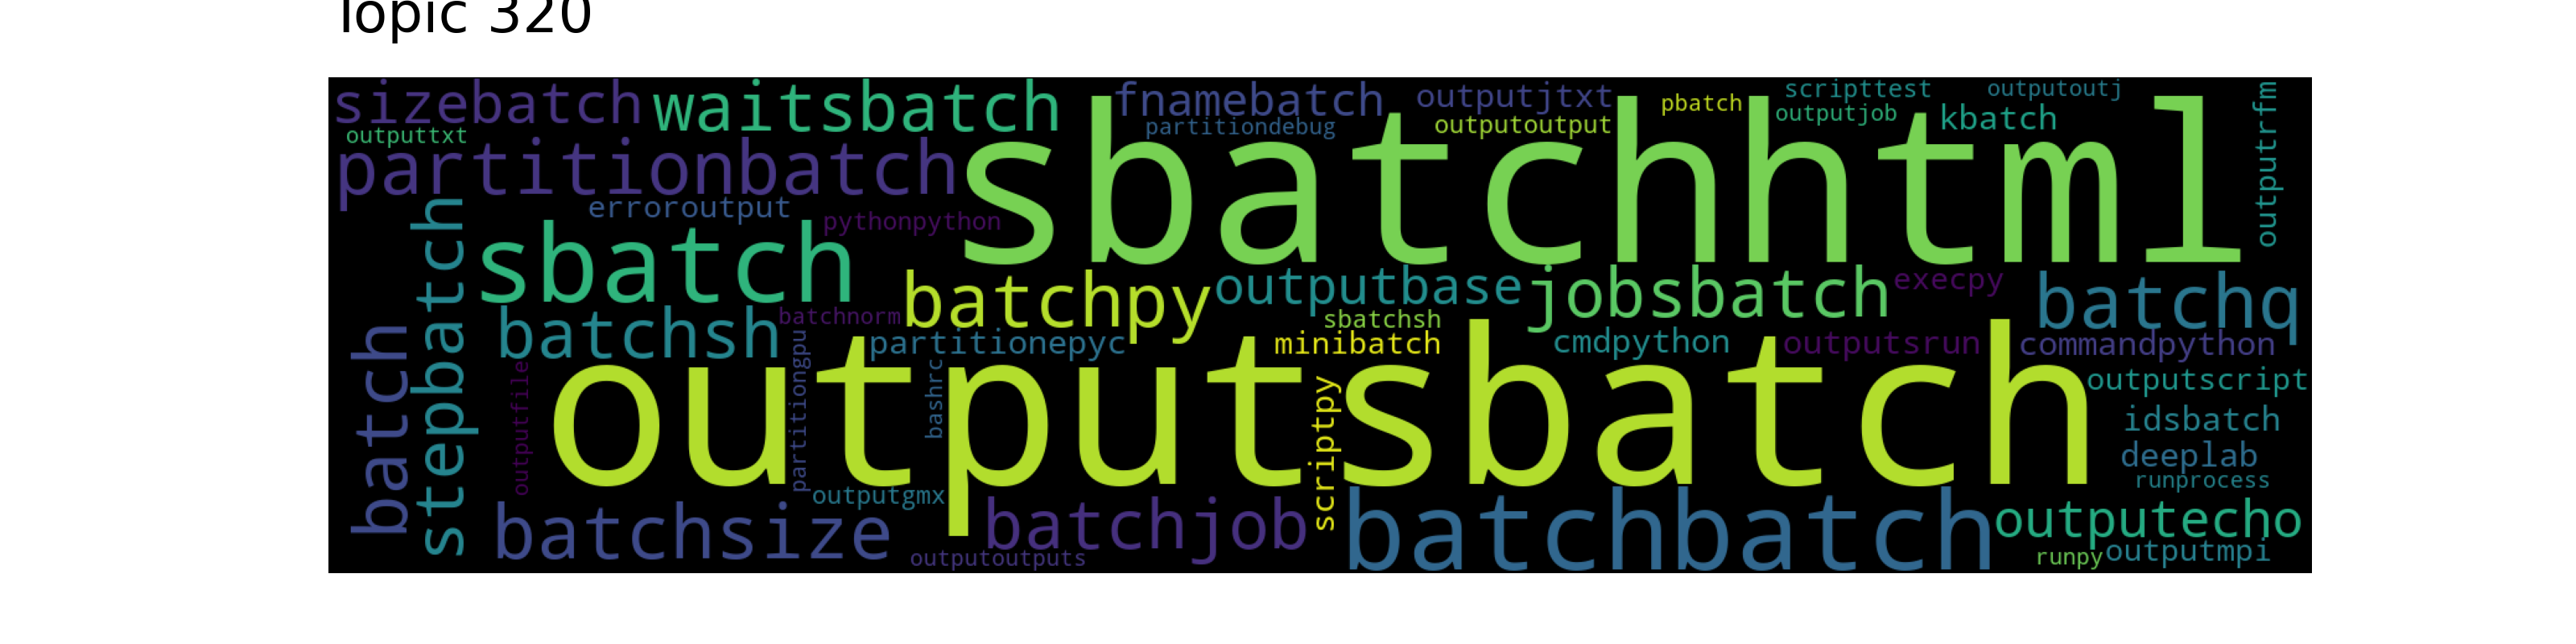 Topic 320
sizebatch waitsbatch fnamebatch outputjtxt pbatch scripttest outputoutj
outputtxt partitiondebug outputoutput outputjob kbatch outputrfm
partitionbatch sbatchhtml
erroroutput pythonpython
stepbatch sbatch batchpy outputbase jobsbatch execpy batchq
batch batchsh batchnorm sbatchsh
partitionepyc minibatch cmdpython outputsrun commandpython
outputfile partitiongpu bashrc outputsbatch scriptpy outputscript
idsbatch
deeplab
runprocess
outputgmx
batchsize batchjob batchbatch outputecho
outputoutputs runpy outputmpi